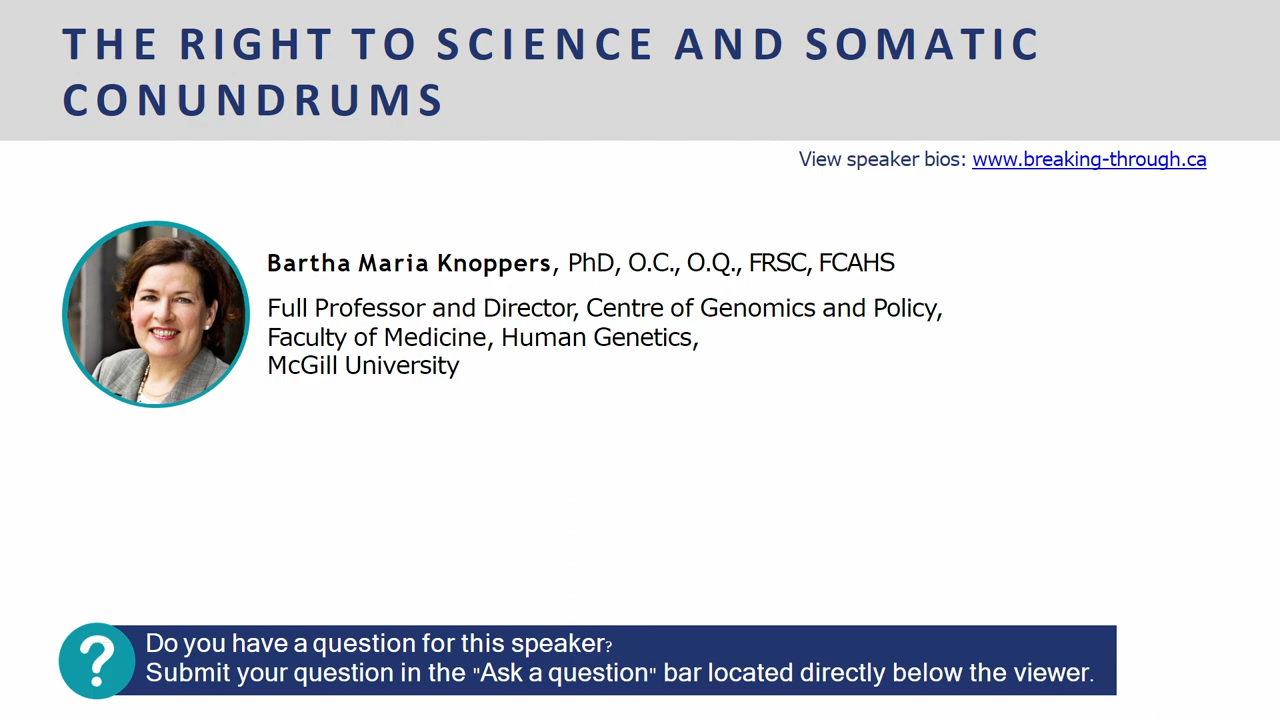 THE RIGHT TO SCIENCE AND SOMATIC
CONUNDRUMS
View speaker bios: www.breaking-through.ca
Bartha Maria Knoppers, PhD, O.C., O.Q., FRSC, FCAHS
Full Professor and Director, Centre of Genomics and Policy,
Faculty of Medicine, Human Genetics,
McGill University
?
Do you have a question for this speaker?
Submit your question in the "Ask a question" bar located directly below the viewer.